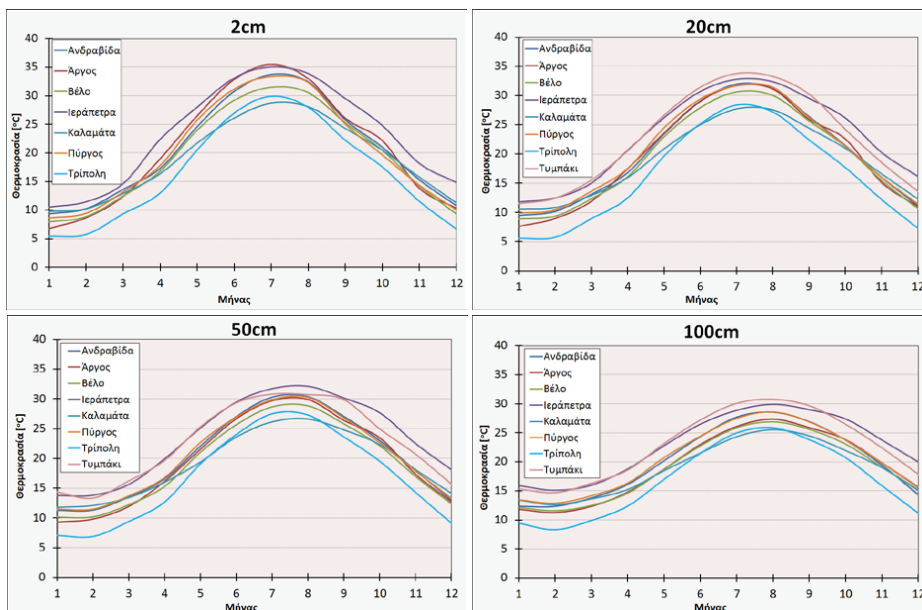 2cm
40
35
30
25
20
15
10
5
0
Θερμοκρασία [°C]
Ανδραβίδα
Άργος
Βέλο
Ιεράπετρα
Καλαμάτα
Πύργος
Τρίπολη
1 2 3 4 5 6 7 8 9 10 11 12
Μήνας
20cm
40
35
30
25
20
15
10
5
0
Θερμοκρασία [°C]
Ανδραβίδα
Άργος
Βέλο
Ιεράπετρα
Καλαμάτα
Πύργος
Τρίπολη
Τυμπάκι
1 2 3 4 5 6 7 8 9 10 11 12
Μήνας
50cm
40
35
30
25
20
15
10
5
0
Θερμοκρασία [°C]
Ανδραβίδα
Άργος
Βέλο
Ιεράπετρα
Καλαμάτα
Πύργος
Τρίπολη
Τυμπάκι
1 2 3 4 5 6 7 8 9 10 11 12
Μήνας
100cm
40
35
30
25
20
15
10
5
0
Θερμοκρασία [°C]
Ανδραβίδα
Άργος
Βέλο
Ιεράπετρα
Καλαμάτα
Πύργος
Τρίπολη
Τυμπάκι
1 2 3 4 5 6 7 8 9 10 11 12
Μήνας